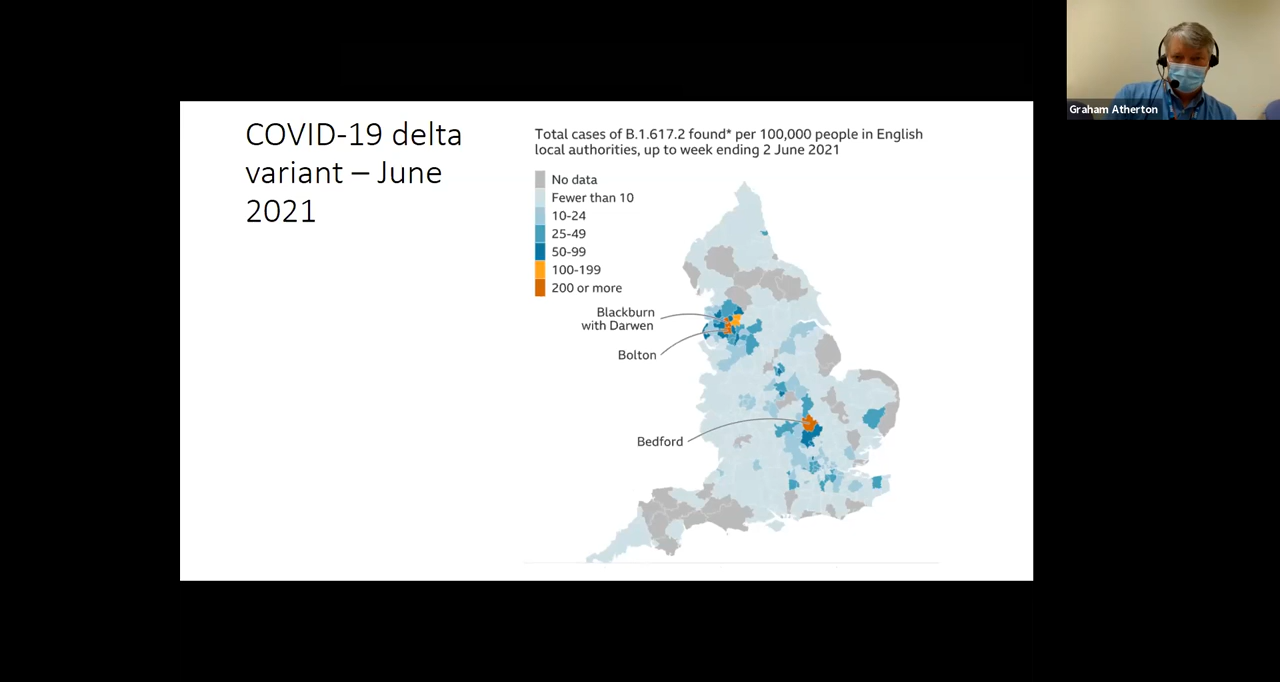 COVID-19 delta
variant – June
2021
Total cases of B.1.617.2 found* per 100,000 people in English
local authorities, up to week ending 2 June 2021
No data
Fewer than 10
10-24
25-49
50-99
100-199
200 or more
Blackburn
with Darwen
Bolton
Bedford
Graham Atherton